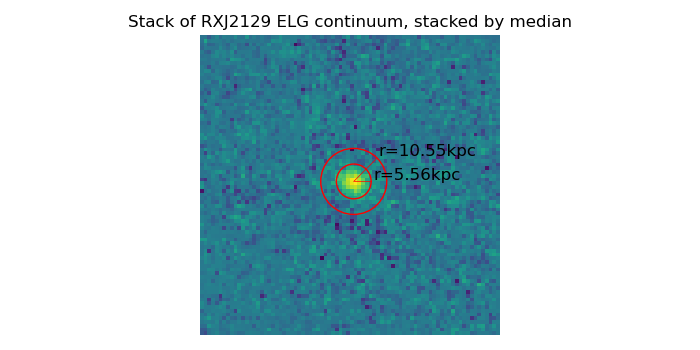 Stack of RXJ2129 ELG continuum, stacked by median
r=10.55kpc
r=5.56kpc